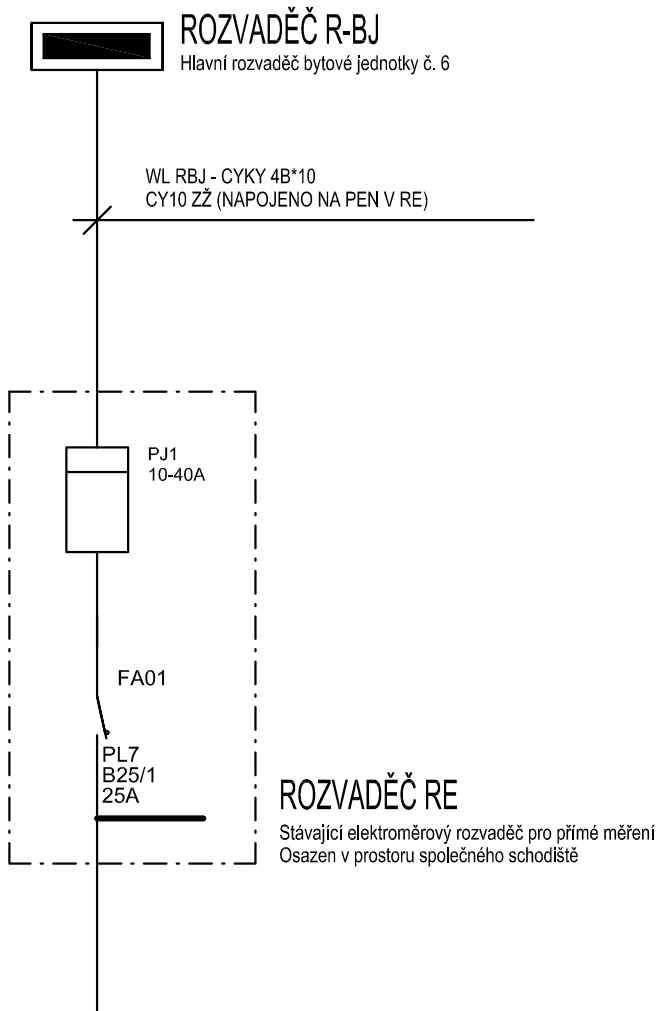 ROZVADĚČ R-BJ
Hlavní rozvaděč bytové jednotky č. 6
WL RBJ - CYKY 4B*10
CY10 ZŽ (NAPOJENO NA PEN V RE)
PJ1
10-40A
FA01
PL7
B25/1
25A
ROZVADĚČ RE
Stávající elektroměrový rozvaděč pro přímé měření
Osazen v prostoru společného schodiště